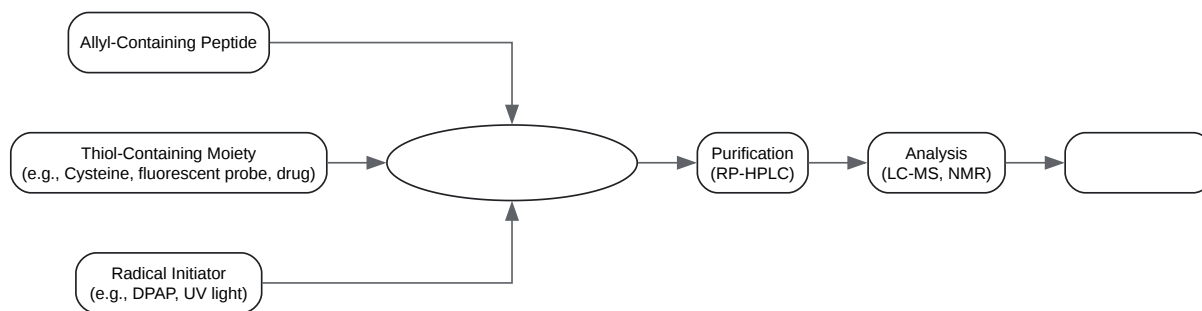 Allyl-Containing Peptide
Thiol-Containing Moiety
(e.g., Cysteine, fluorescent probe, drug)
Purification
(RP-HPLC)
Analysis
(LC-MS, NMR)
Radical Initiator
(e.g., DPAP, UV light)